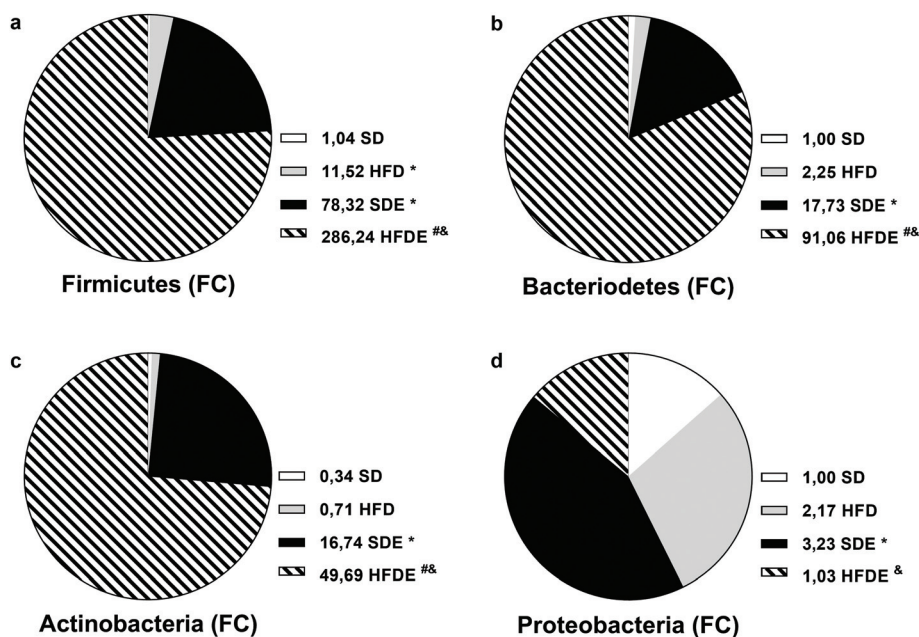 a
1,04 SD
11,52 HFD *
78,32 SDE *
286,24 HFDE #&
Firmicutes (FC)
b
1,00 SD
2,25 HFD
17,73 SDE *
91,06 HFDE #&
Bacteriodetes (FC)
c
0,34 SD
0,71 HFD
16,74 SDE *
49,69 HFDE #&
Actinobacteria (FC)
d
1,00 SD
2,17 HFD
3,23 SDE *
1,03 HFDE &
Proteobacteria (FC)